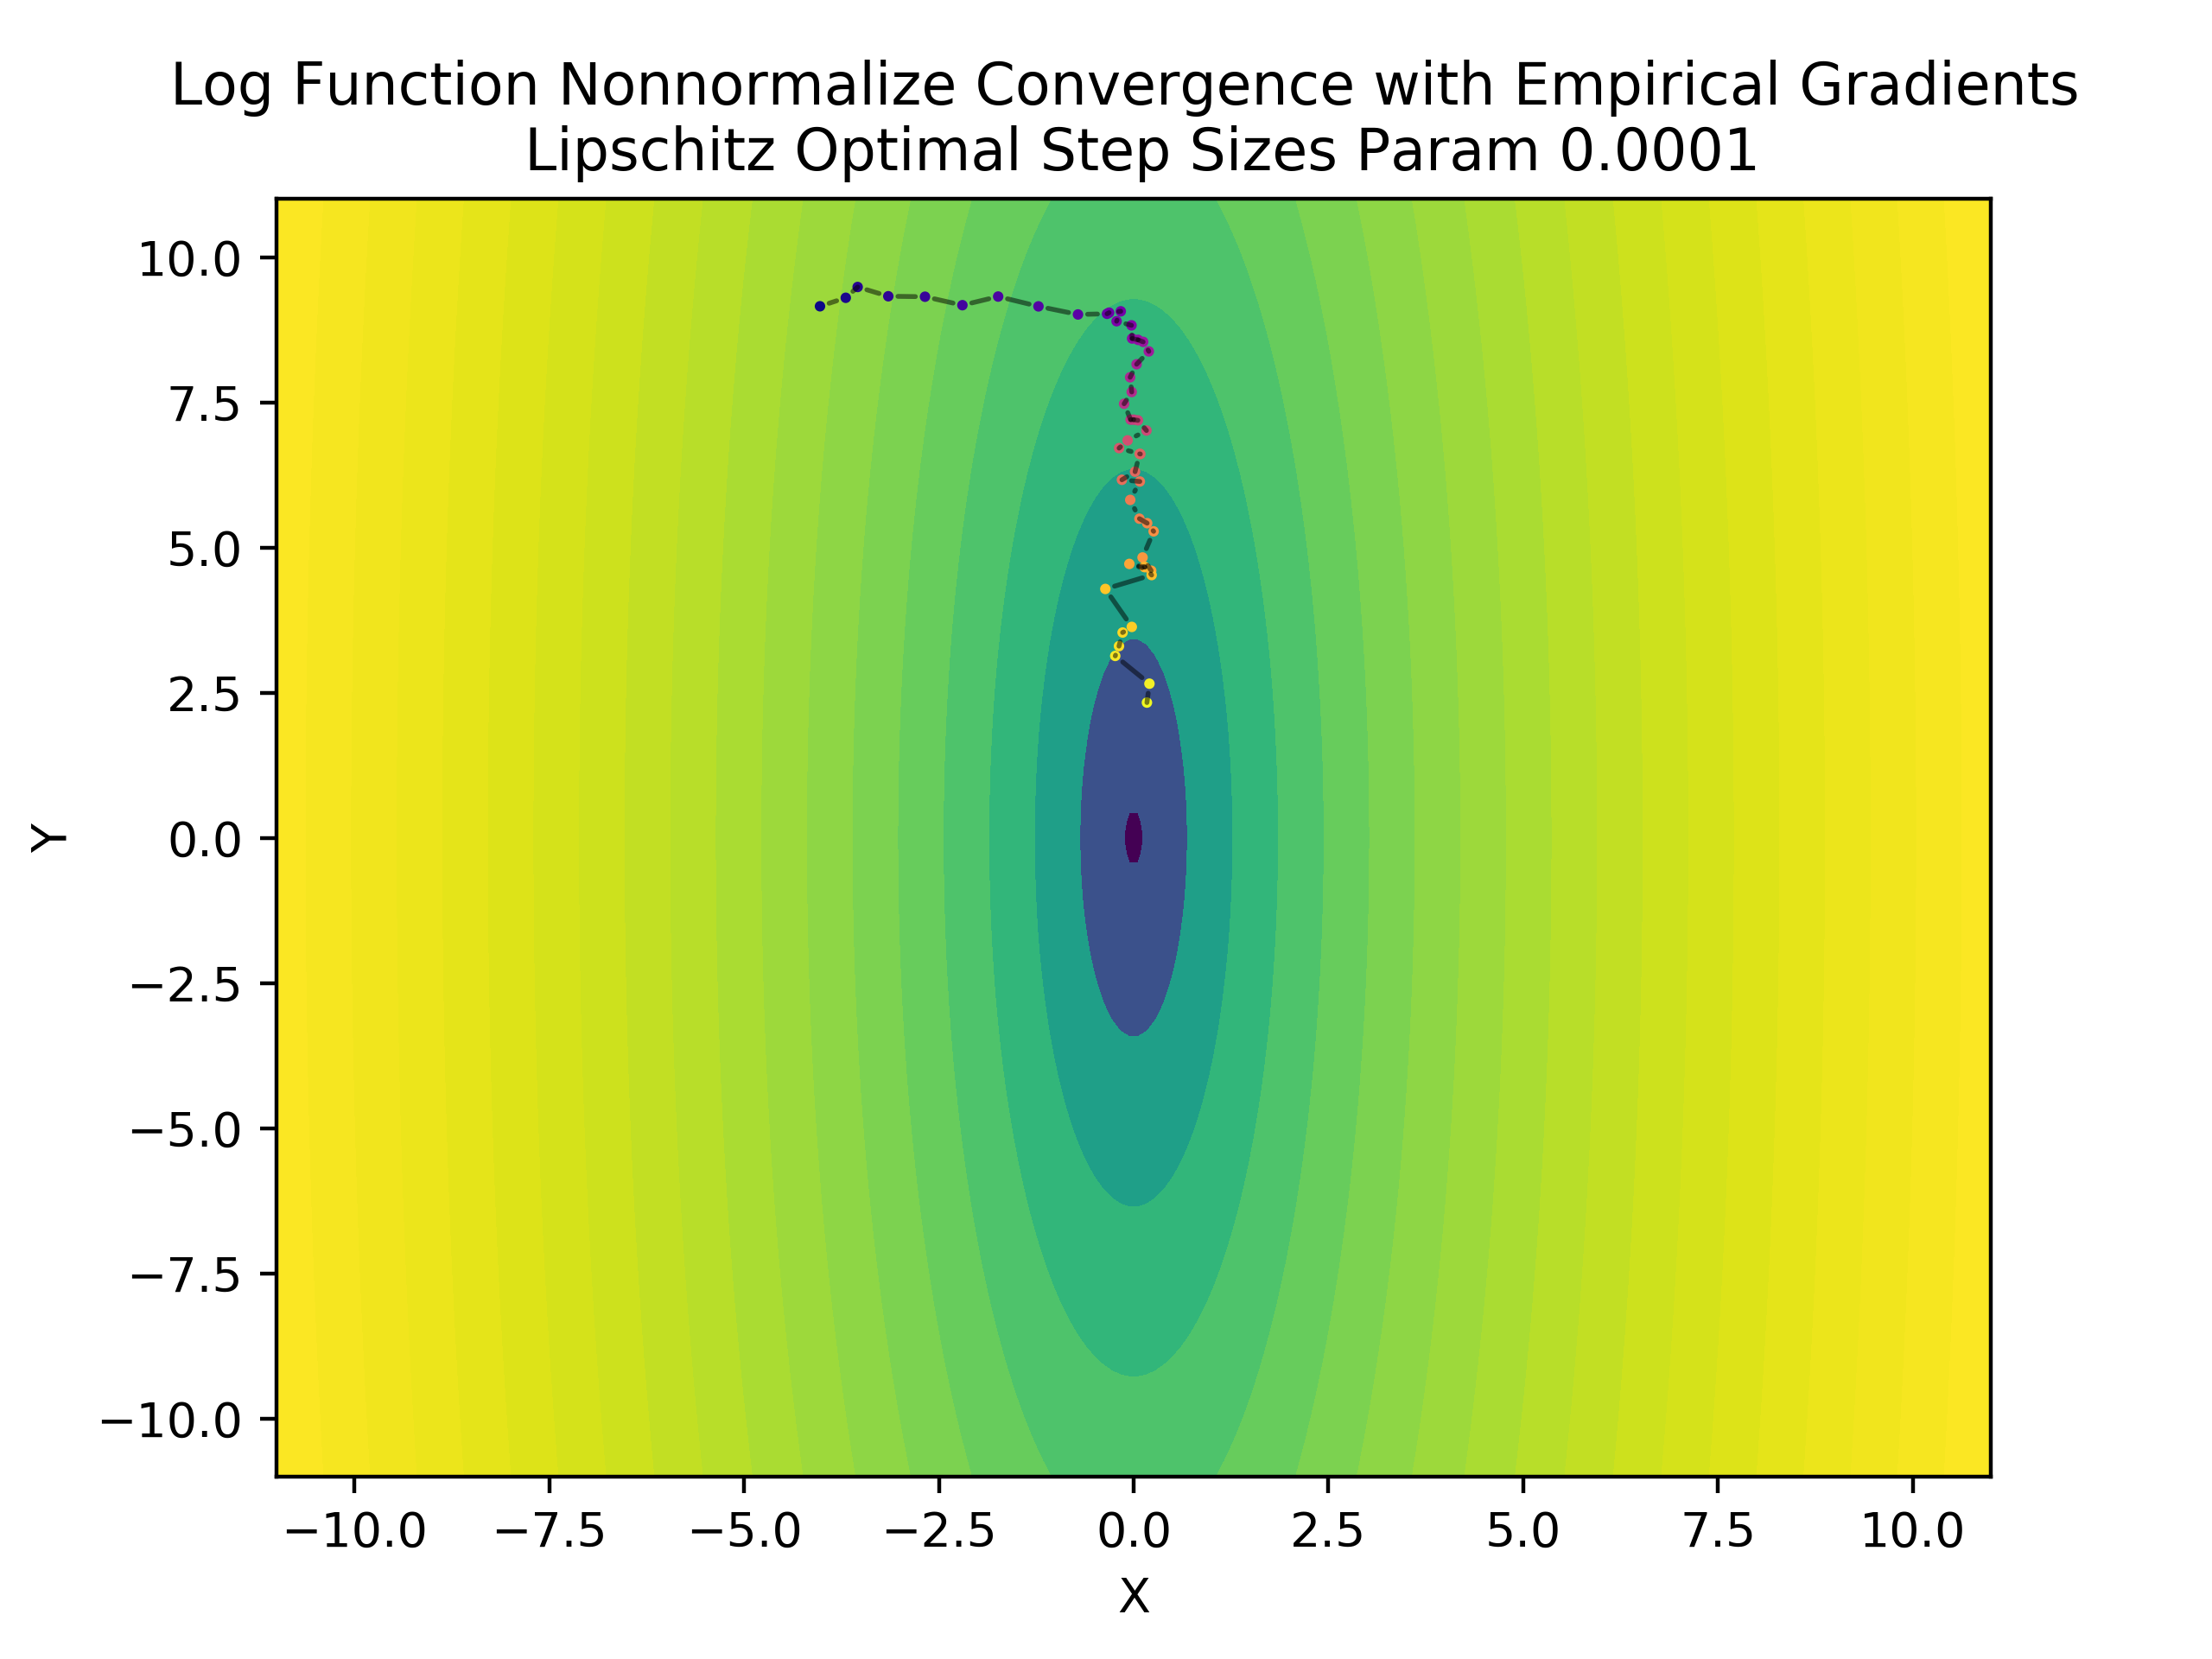 Log Function Nonnormalize Convergence with Empirical Gradients
Lipschitz Optimal Step Sizes Param 0.0001
10.0
7.5
5.0
2.5
0.0
−2.5
−5.0
−7.5
−10.0
Y
−10.0 −7.5 −5.0 −2.5 0.0 2.5 5.0 7.5 10.0
X